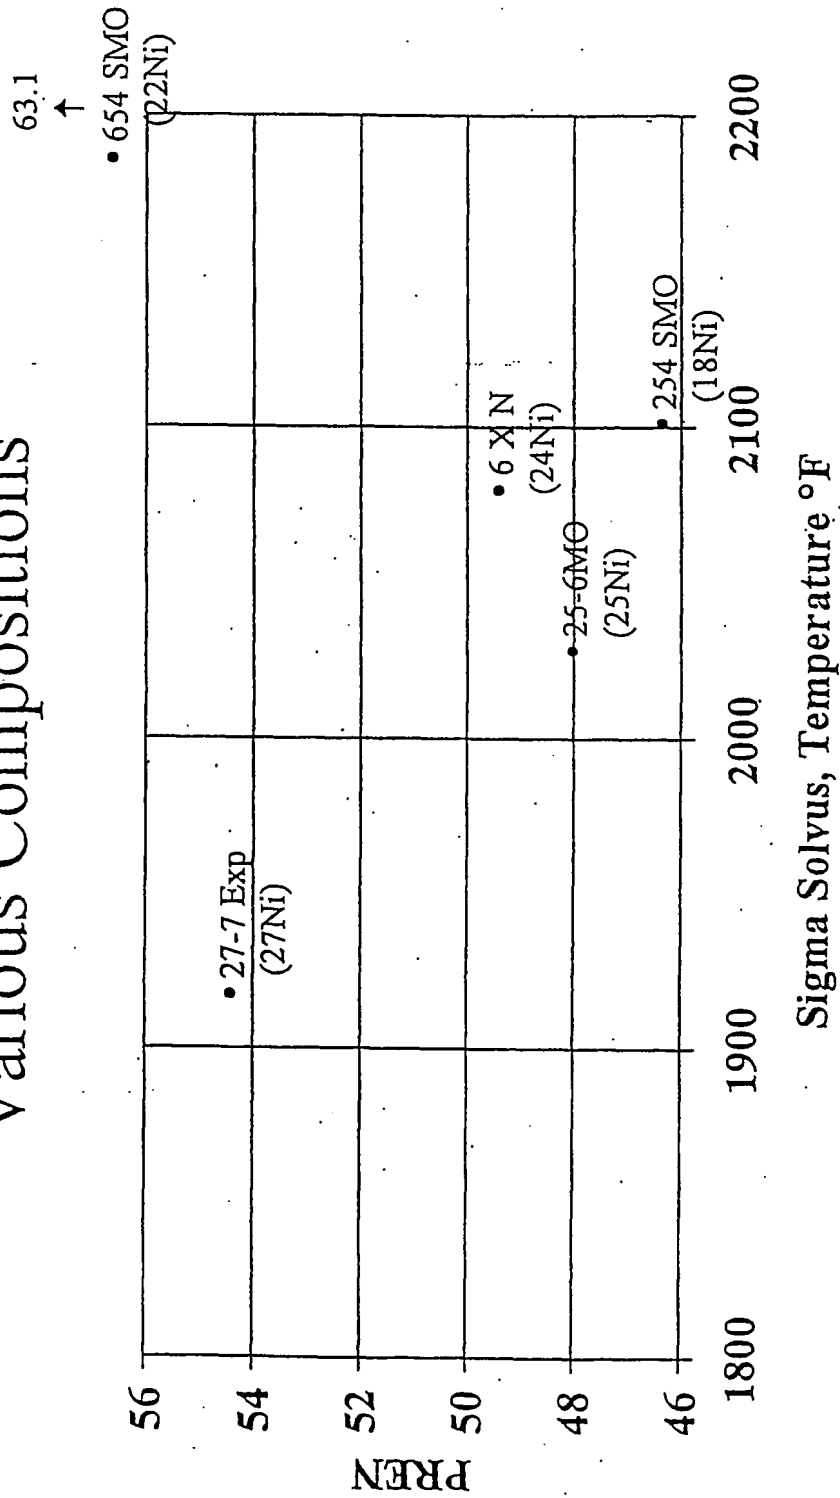 Various Compositions
63.1
↑
654 SMO
(22Ni)
56
54
52
50
48
46
PREN
27-7 Exp
(27Ni)
6 X N
(24Ni)
25-6MO
(25Ni)
254 SMO
(18Ni)
1800
1900
2000
2100
2200
Sigma Solvus, Temperature °F